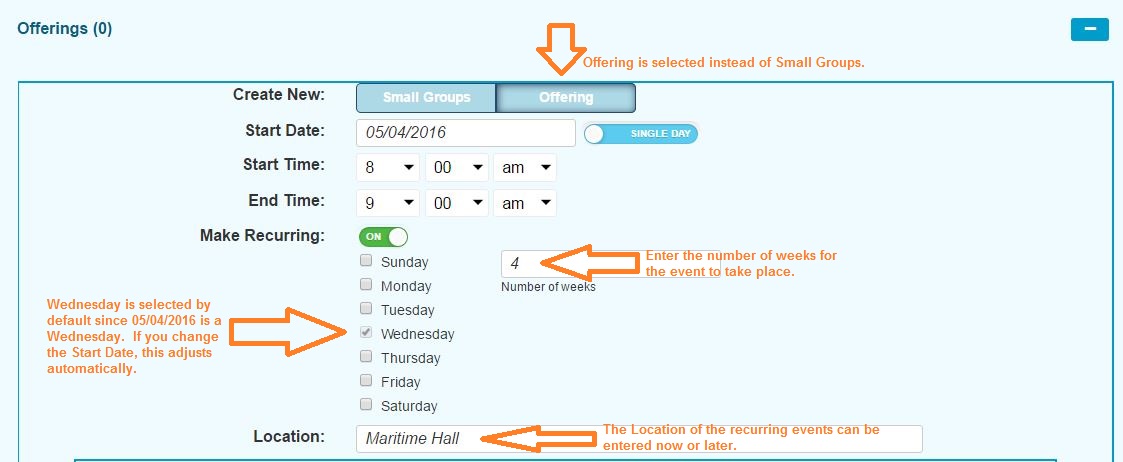 Offerings (0)
Offering is selected instead of Small Groups.
Create New: Small Groups Offering
Start Date: 05/04/2016 SINGLE DAY
Start Time: 8 00 am
End Time: 9 00 am
Make Recurring: ON
Sunday 4 Enter the number of weeks for
the event to take place.
Monday Number of weeks
Wednesday is selected by
default since 05/04/2016 is a
Wednesday. If you change
the Start Date, this adjusts
automatically.
Tuesday
Wednesday
Thursday
Friday
Saturday
Location: Maritime Hall The Location of the recurring events can be
entered now or later.